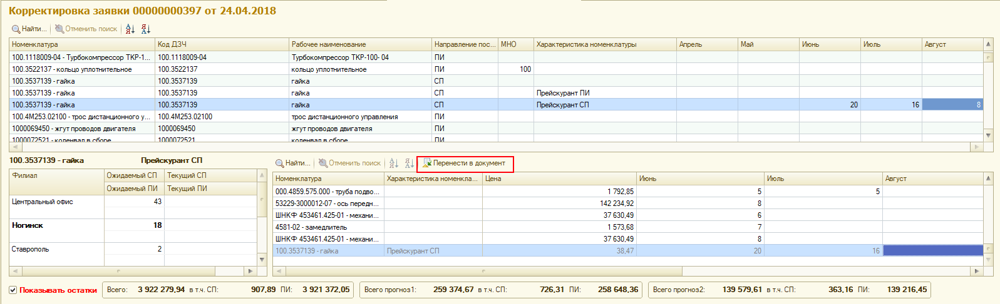 Корректировка заявки 00000000397 от 24.04.2018
Найти... Отменить поиск
Номенклатура Код ДЗЧ Рабочее наименование Направление пос... МНО Характеристика номенклатуры Апрель Май Июнь Июль Август
100.1118009-04 - Турбокомпрессор ТКР-1... 100.1118009-04 Турбокомпрессор ТКР-100- 04 ПИ
100.3522137 - кольцо уплотнительное 100.3522137 кольцо уплотнительное ПИ 100
100.3537139 - гайка 100.3537139 гайка СП
100.3537139 - гайка 100.3537139 гайка СП Прейскурант ПИ
100.3537139 - гайка 100.3537139 гайка СП Прейскурант СП 20 16 8
100.4М253.02100 - трос дистанционного у... 100.4М253.02100 трос дистанционного управления ПИ
1000069450 - жгут проводов двигателя 1000069450 жгут проводов двигателя ПИ
1000072521 - коленвал в сборе 1000072521 коленвал в сборе ПИ
100.3537139 - гайка Прейскурант СП
Филиал Ожидаемый СП Текущий СП
Ожидаемый ПИ Текущий ПИ
Центральный офис 43
Ногинск 18
Ставрополь 2
Найти... Отменить поиск Перенести в документ
Номенклатура Характеристика номенкла... Цена Июнь Июль Август
000.4859.575.000 - труба подво... 1 792,85 5 5
53229-3000012-07 - ось передн... 142 234,92 8
ШНКФ 453461.425-01 - механи... 37 630,49 6
4581-02 - замедлитель 1 573,68 7
ШНКФ 453461.425-01 - механи... 37 630,49 8
100.3537139 - гайка Прейскурант СП 38,47 20 16
Показывать остатки Всего: 3 922 279,94 в т.ч. СП: 907,89 ПИ: 3 921 372,05 Всего прогноз1: 259 374,67 в т.ч. СП: 726,31 ПИ: 258 648,36 Всего прогноз2: 139 579,61 в т.ч. СП: 363,16 ПИ: 139 216,45